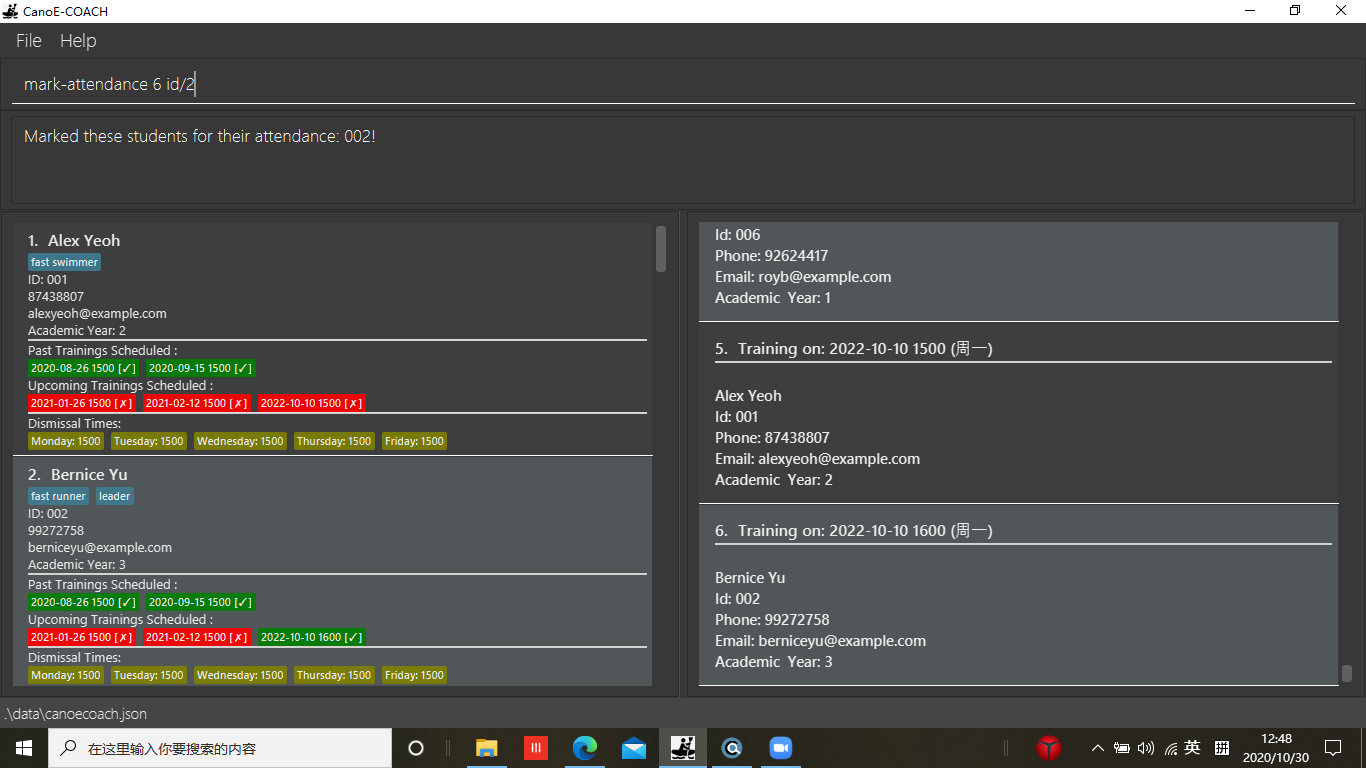 CanoE-COACH
File Help
mark-attendance 6 id/2
Marked these students for their attendance: 002!
1. Alex Yeoh
fast swimmer
ID: 001
87438807
alexyeoh@example.com
Academic Year: 2
Past Trainings Scheduled :
2020-08-26 1500 [✓] 2020-09-15 1500 [✓]
Upcoming Trainings Scheduled :
2021-01-26 1500 [✗] 2021-02-12 1500 [✗] 2022-10-10 1500 [✗]
Dismissal Times:
Monday: 1500 Tuesday: 1500 Wednesday: 1500 Thursday: 1500 Friday: 1500
2. Bernice Yu
fast runner leader
ID: 002
99272758
berniceyu@example.com
Academic Year: 3
Past Trainings Scheduled :
2020-08-26 1500 [✓] 2020-09-15 1500 [✓]
Upcoming Trainings Scheduled :
2021-01-26 1500 [✗] 2021-02-12 1500 [✗] 2022-10-10 1600 [✓]
Dismissal Times:
Monday: 1500 Tuesday: 1500 Wednesday: 1500 Thursday: 1500 Friday: 1500
Id: 006
Phone: 92624417
Email: royb@example.com
Academic Year: 1
5. Training on: 2022-10-10 1500 (周一)
Alex Yeoh
Id: 001
Phone: 87438807
Email: alexyeoh@example.com
Academic Year: 2
6. Training on: 2022-10-10 1600 (周一)
Bernice Yu
Id: 002
Phone: 99272758
Email: berniceyu@example.com
Academic Year: 3
.\data\canoecoach.json
在这里输入你要搜索的内容
英 拼 12:48
2020/10/30